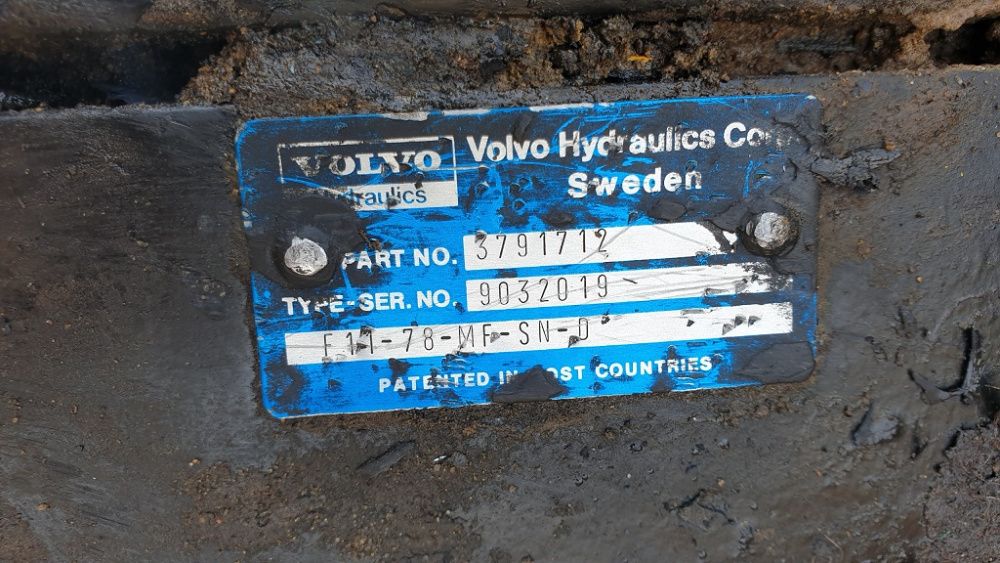 VOLVO
Hydraulics
Volvo Hydraulics Co
Sweden
PART NO. 3791712
TYPE-SER. NO. 9032019
F11-78-MF-SN-D
PATENTED IN MOST COUNTRIES